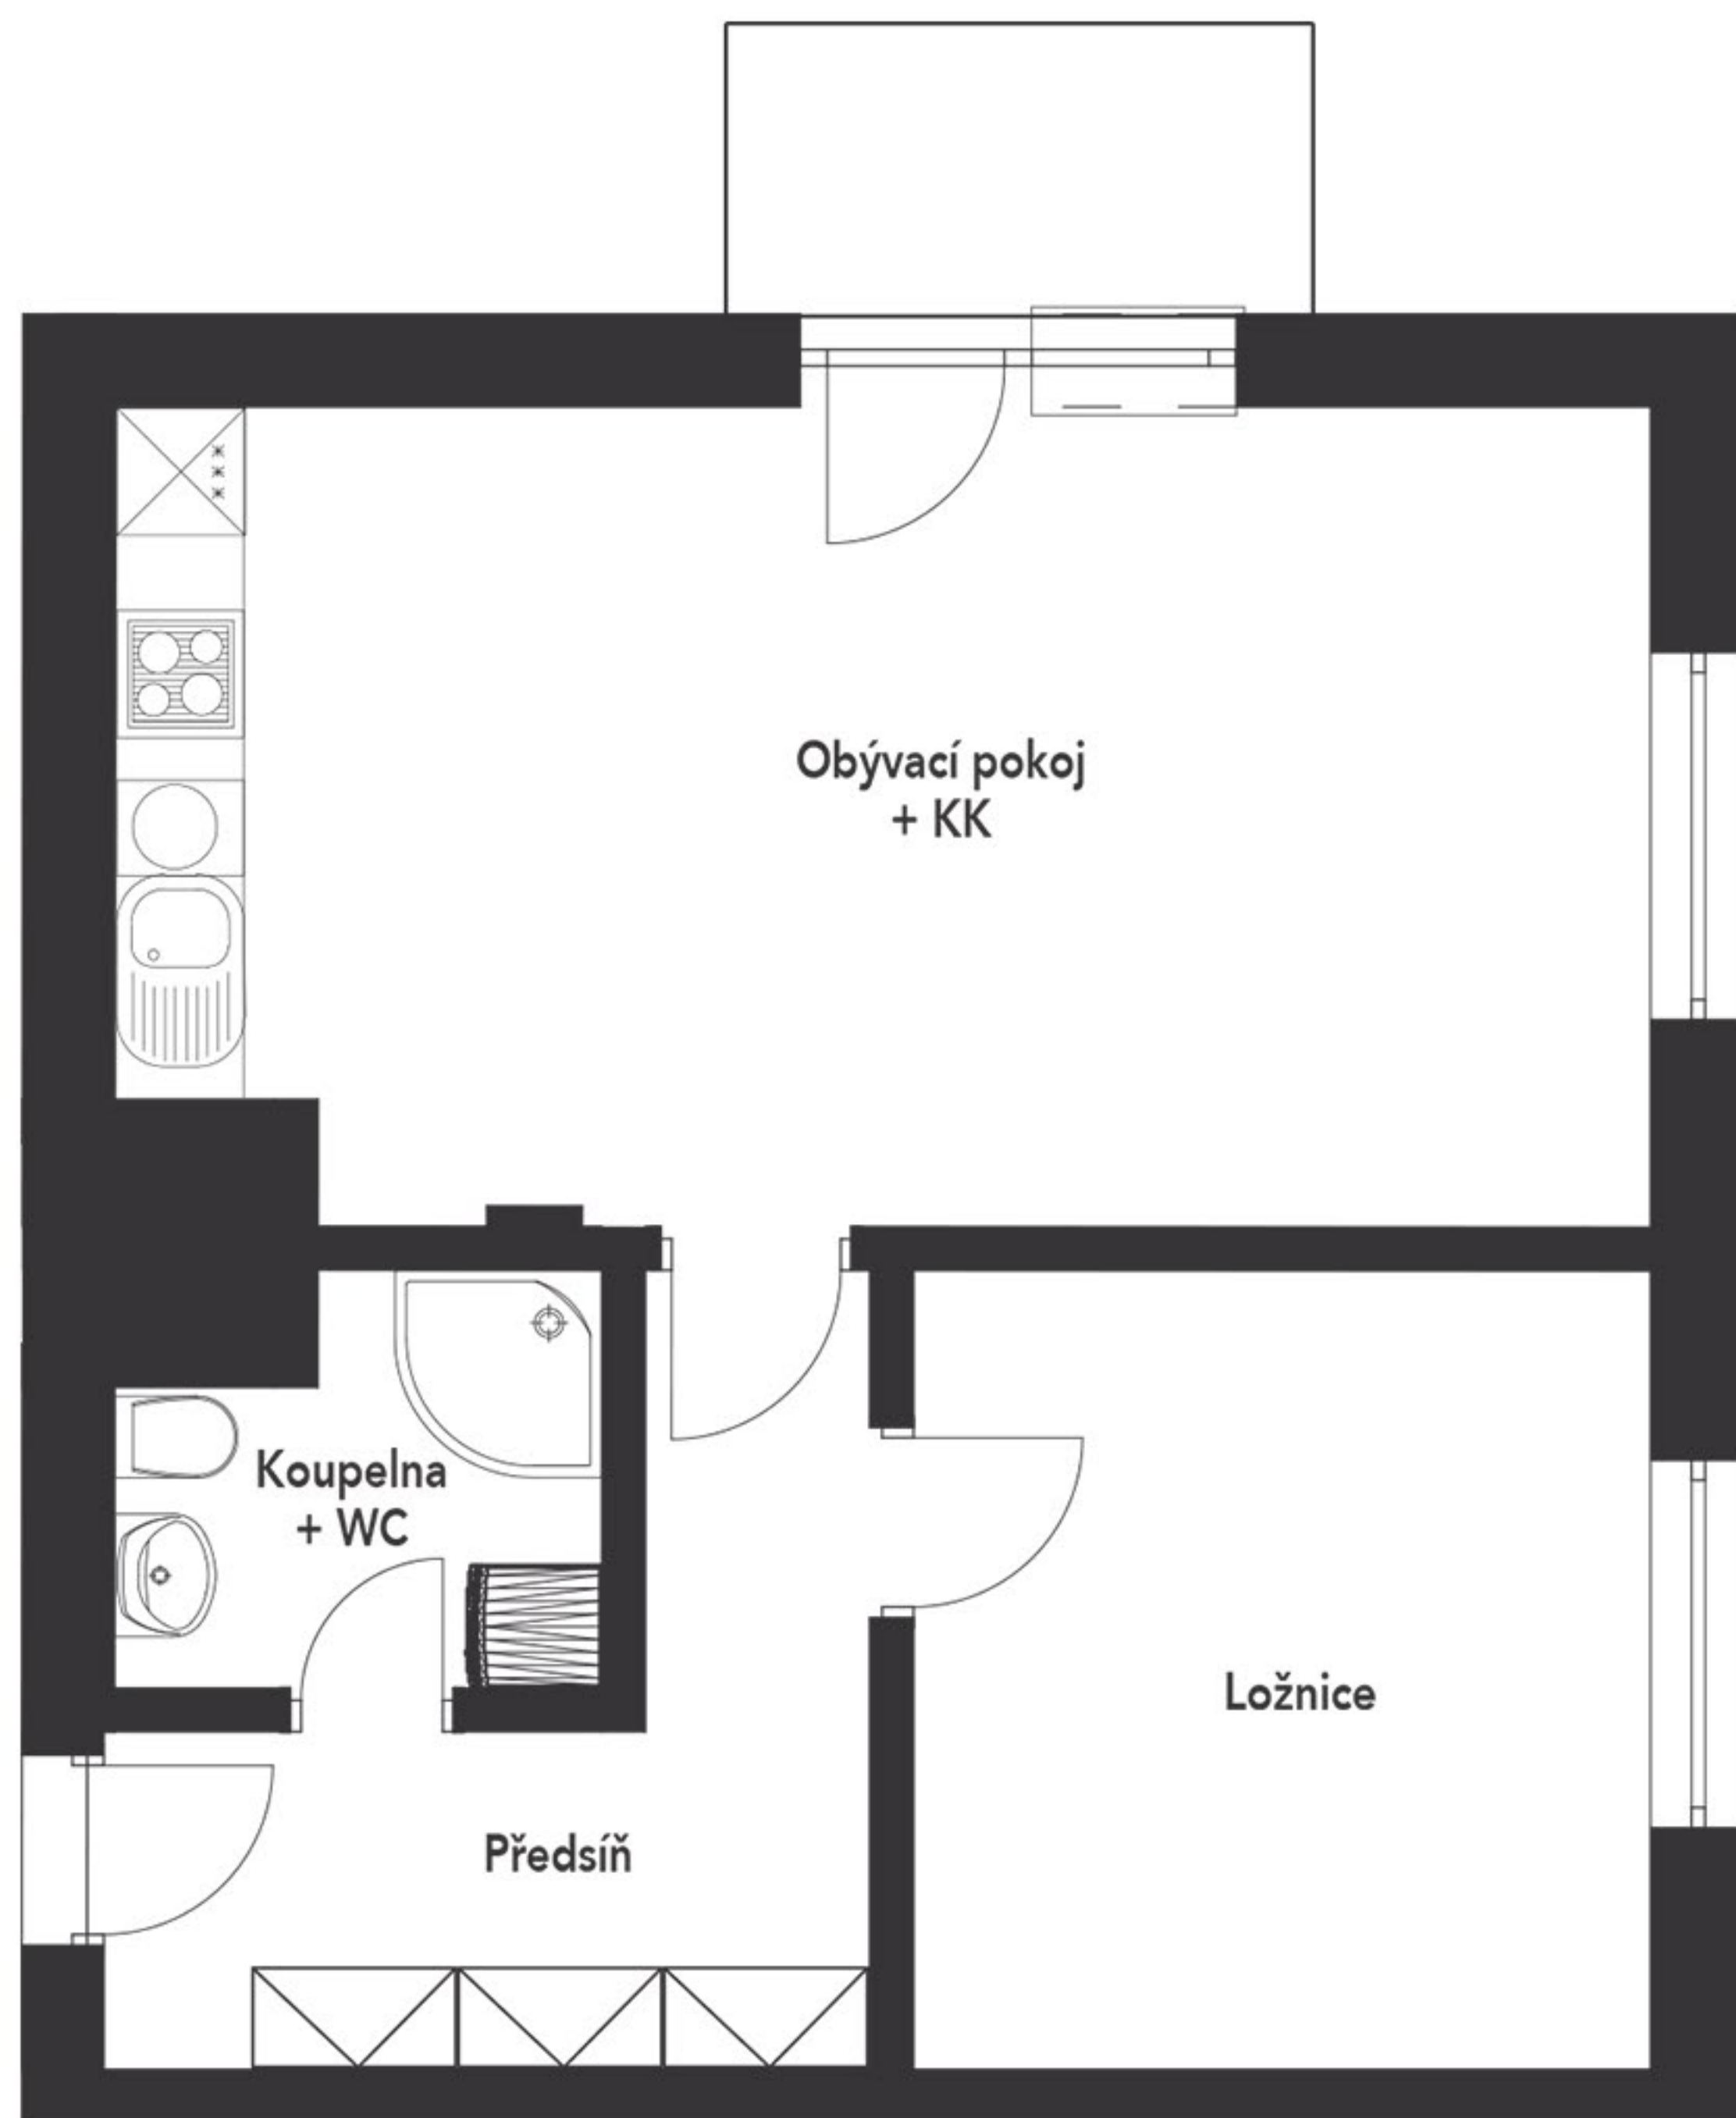 Obývací pokoj
+ KK
Koupelna
+ WC
Ložnice
Předsíň